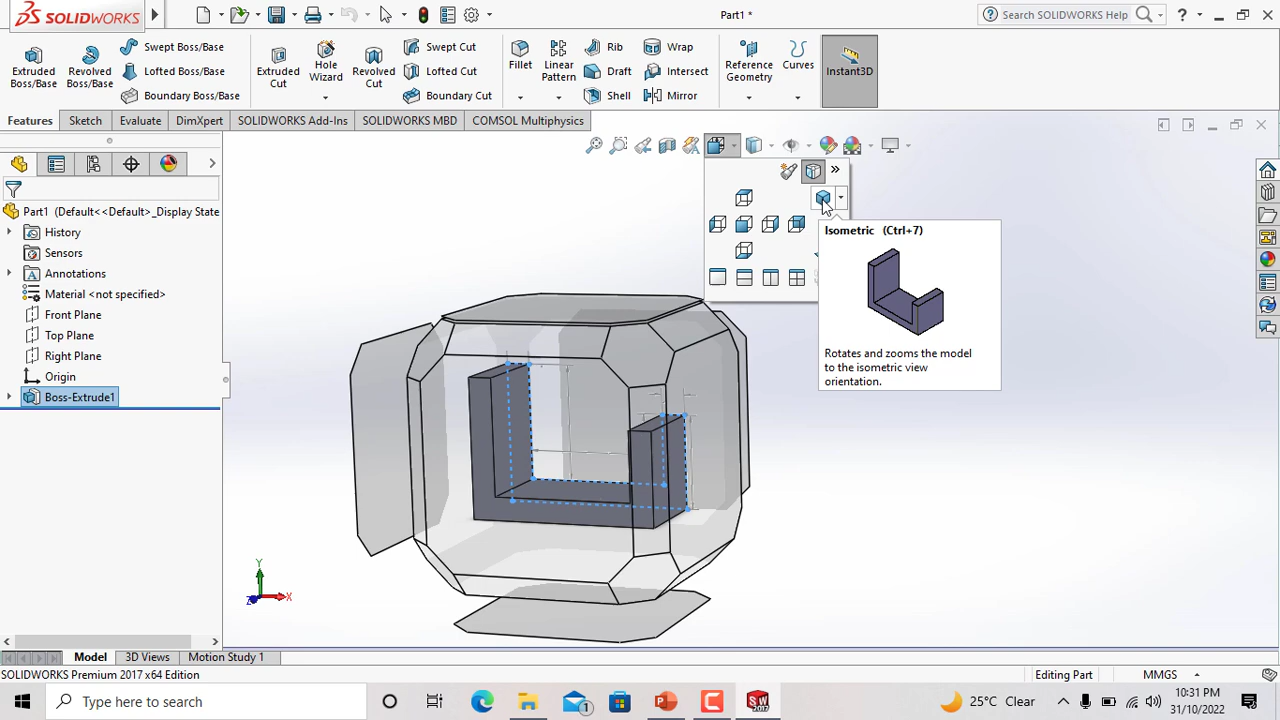 SOLIDWORKS
Part1 *
Search SOLIDWORKS Help
Extruded Boss/Base
Revolved Boss/Base
Swept Boss/Base
Lofted Boss/Base
Boundary Boss/Base
Extruded Cut
Hole Wizard
Revolved Cut
Swept Cut
Lofted Cut
Boundary Cut
Fillet
Linear Pattern
Rib
Draft
Shell
Wrap
Intersect
Mirror
Reference Geometry
Curves
Instant3D
Features
Sketch
Evaluate
DimXpert
SOLIDWORKS Add-Ins
SOLIDWORKS MBD
COMSOL Multiphysics
Part1 (Default<<Default>_Display State
History
Sensors
Annotations
Material <not specified>
Front Plane
Top Plane
Right Plane
Origin
Boss-Extrude1
Isometric (Ctrl+7)
Rotates and zooms the model
to the isometric view
orientation.
Y
X
Z
Model
3D Views
Motion Study 1
SOLIDWORKS Premium 2017 x64 Edition
Editing Part
MMGS
Type here to search
1
SW
2017
25°C Clear
10:31 PM
31/10/2022